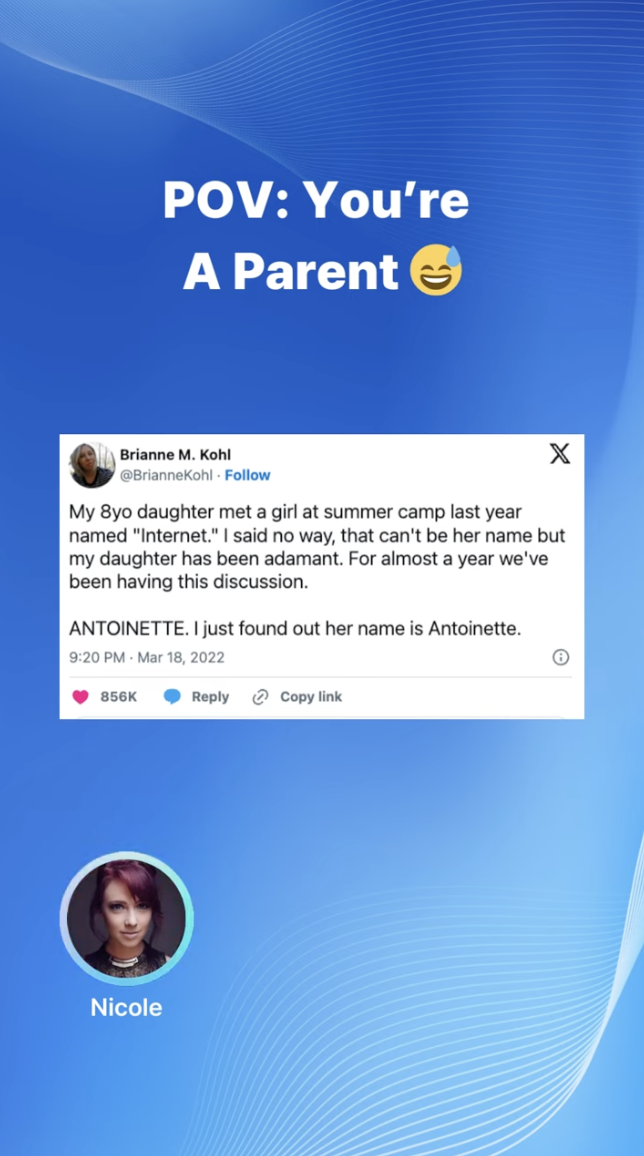 POV: You’re
A Parent 😅
Brianne M. Kohl
@BrianneKohl · Follow
My 8yo daughter met a girl at summer camp last year
named "Internet." I said no way, that can't be her name but
my daughter has been adamant. For almost a year we've
been having this discussion.
ANTOINETTE. I just found out her name is Antoinette.
9:20 PM · Mar 18, 2022
856K Reply Copy link
Nicole